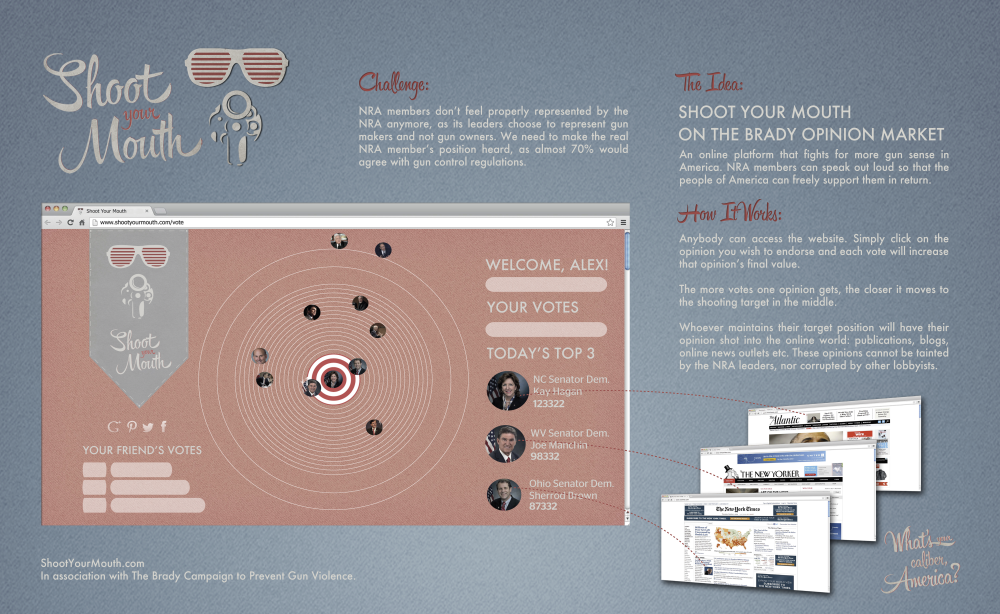 Shoot
your
Mouth
Challenge:
NRA members don't feel properly represented by the
NRA anymore, as its leaders choose to represent gun
makers and not gun owners. We need to make the real
NRA member's position heard, as almost 70% would
agree with gun control regulations.
The Idea:
SHOOT YOUR MOUTH
ON THE BRADY OPINION MARKET
An online platform that fights for more gun sense in
America. NRA members can speak out loud so that the
people of America can freely support them in return.
How It Works:
Anybody can access the website. Simply click on the
opinion you wish to endorse and each vote will increase
that opinion's final value.
The more votes one opinion gets, the closer it moves to
the shooting target in the middle.
Whoever maintains their target position will have their
opinion shot into the online world: publications, blogs,
online news outlets etc. These opinions cannot be tainted
by the NRA leaders, nor corrupted by other lobbyists.
Shoot Your Mouth
www.shootyourmouth.com/vote
Shoot
your
Mouth
YOUR FRIEND'S VOTES
WELCOME, ALEX!
YOUR VOTES
TODAY'S TOP 3
NC Senator Dem.
Kay Hagan
123322
WV Senator Dem.
Joe Manchin
98332
Ohio Senator Dem.
Sherrod Brown
87332
The Atlantic
THE NEW YORKER
The New York Times
ShootYourMouth.com
In association with The Brady Campaign to Prevent Gun Violence.
What's your
caliber,
America?